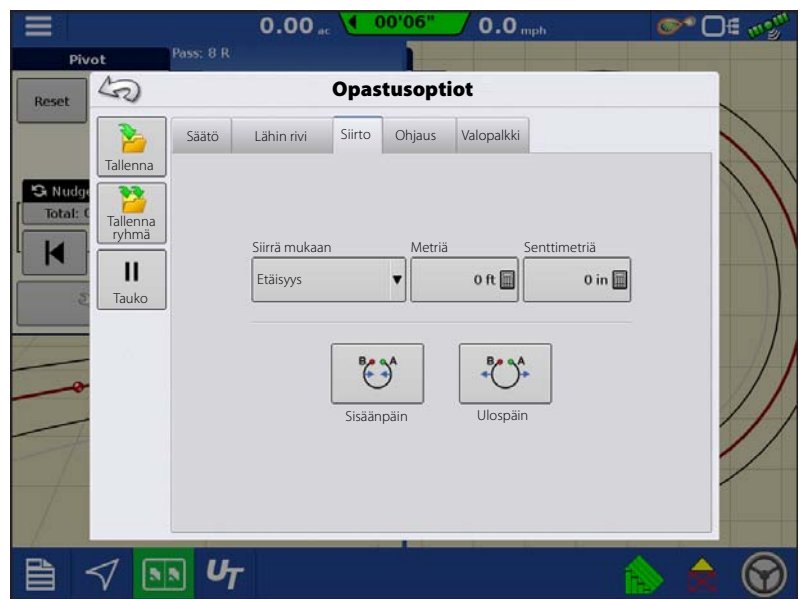 0.00 ac 00'06" 0.0 mph
Pivot Pass: 8 R
Reset
Opastusoptiot
Säätö Lähin rivi Siirto Ohjaus Valopalkki
Tallenna
Nudge
Total:
Tallenna
ryhmä
Tauko
Siirrä mukaan Metriä Senttimetriä
Etäisyys 0 ft 0 in
B A B A
Sisäänpäin Ulospäin
UT